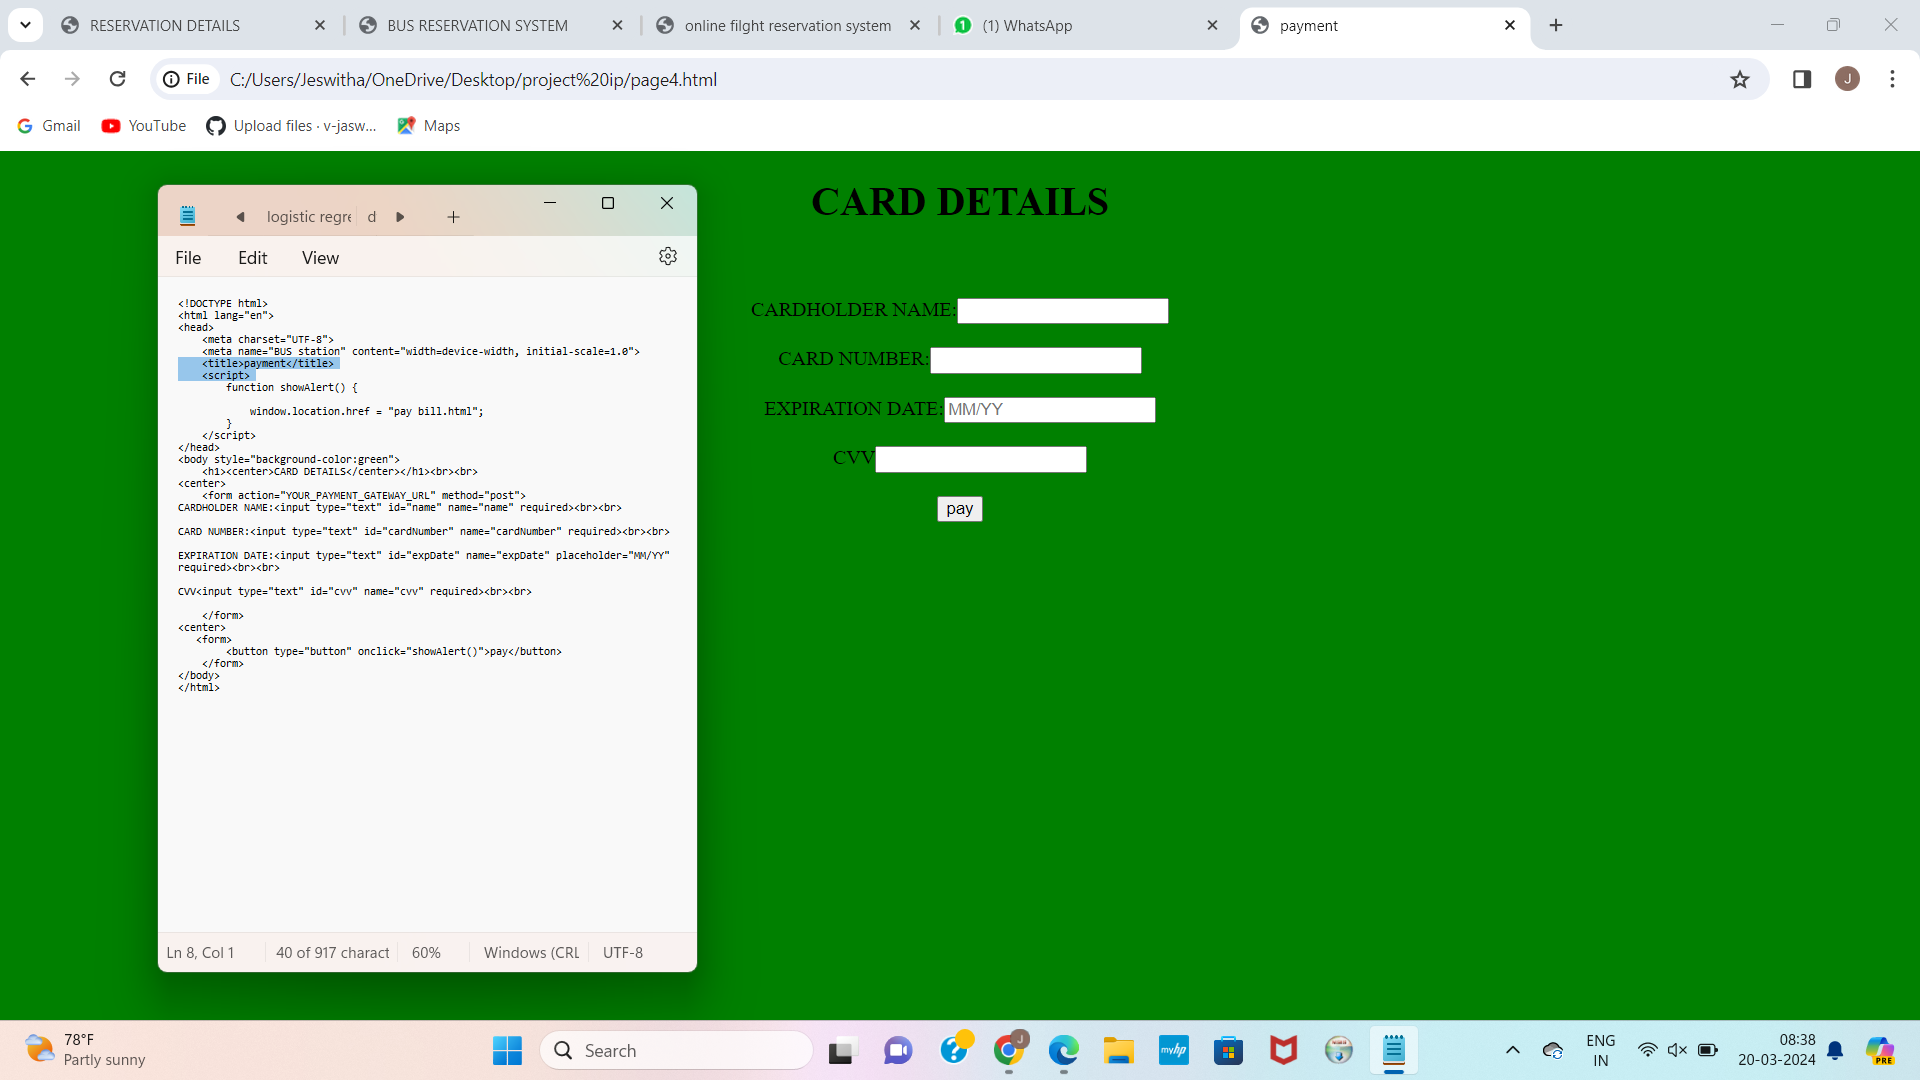 RESERVATION DETAILS
BUS RESERVATION SYSTEM
online filght reservation system
(1) WhatsApp
payment
File
C:/Users/Jeswitha/OneDrive/Desktop/project%20ip/page4.html
J
Gmail
YouTube
Upload files · v-jasw...
Maps
CARD DETAILS
CARDHOLDER NAME:
CARD NUMBER:
EXPIRATION DATE: MM/YY
CVV
pay
logistic regre
d
File
Edit
View
<!DOCTYPE html>
<html lang="en">
<head>
<meta charset="UTF-8">
<meta name="BUS station" content="width=device-width, initial-scale=1.0">
<title>payment</title>
<script>
function showAlert() {
window.location.href = "pay bill.html";
}
</script>
</head>
<body style="background-color:green">
<h1><center>CARD DETAILS</center></h1><br><br>
<center>
<form action="YOUR_PAYMENT_GATEWAY_URL" method="post">
CARDHOLDER NAME:<input type="text" id="name" name="name" required><br><br>
CARD NUMBER:<input type="text" id="cardNumber" name="cardNumber" required><br><br>
EXPIRATION DATE:<input type="text" id="expDate" name="expDate" placeholder="MM/YY"
required><br><br>
CVV<input type="text" id="cvv" name="cvv" required><br><br>
</form>
<center>
<form>
<button type="button" onclick="showAlert()">pay</button>
</form>
</body>
</html>
Ln 8, Col 1
40 of 917 charact
60%
Windows (CRL
UTF-8
78°F
Partly sunny
Search
J
myhp
ENG
IN
08:38
20-03-2024
PRE